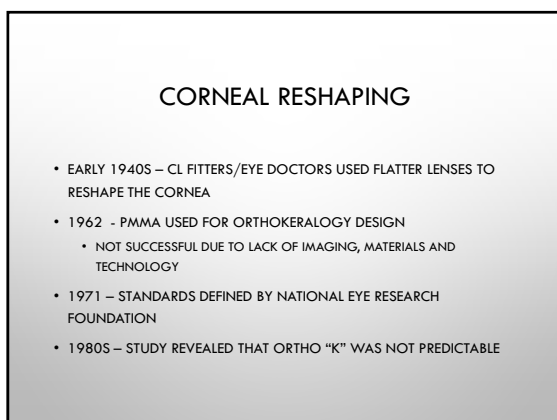 CORNEAL RESHAPING
• EARLY 1940S – CL FITTERS/EYE DOCTORS USED FLATTER LENSES TO
RESHAPE THE CORNEA
• 1962 - PMMA USED FOR ORTHOKERALOGY DESIGN
• NOT SUCCESSFUL DUE TO LACK OF IMAGING, MATERIALS AND
TECHNOLOGY
• 1971 – STANDARDS DEFINED BY NATIONAL EYE RESEARCH
FOUNDATION
• 1980S – STUDY REVEALED THAT ORTHO “K” WAS NOT PREDICTABLE